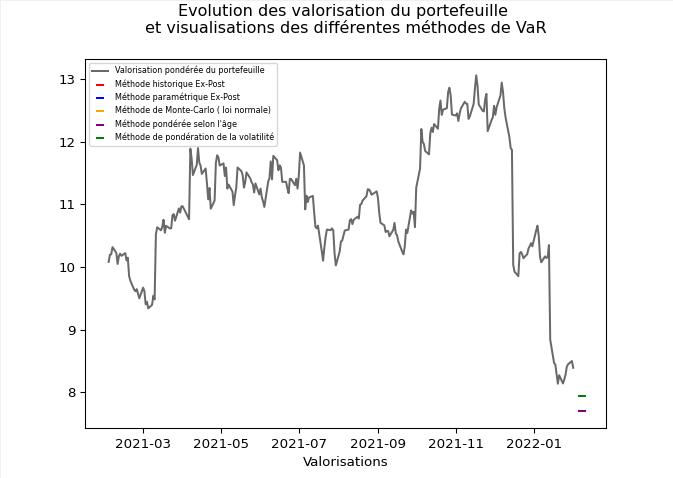 Evolution des valorisation du portefeuille
et visualisations des différentes méthodes de VaR
Valorisation pondérée du portefeuille
Méthode historique Ex-Post
Méthode paramétrique Ex-Post
Méthode de Monte-Carlo ( loi normale)
Méthode pondérée selon l'âge
Méthode de pondération de la volatilité
13
12
11
10
9
8
2021-03 2021-05 2021-07 2021-09 2021-11 2022-01
Valorisations